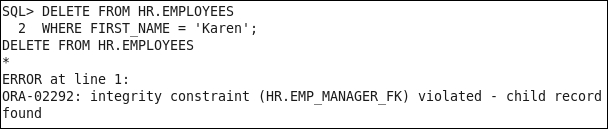 SQL> DELETE FROM HR.EMPLOYEES
  2  WHERE FIRST_NAME = 'Karen';
DELETE FROM HR.EMPLOYEES
*
ERROR at line 1:
ORA-02292: integrity constraint (HR.EMP_MANAGER_FK) violated - child record
found